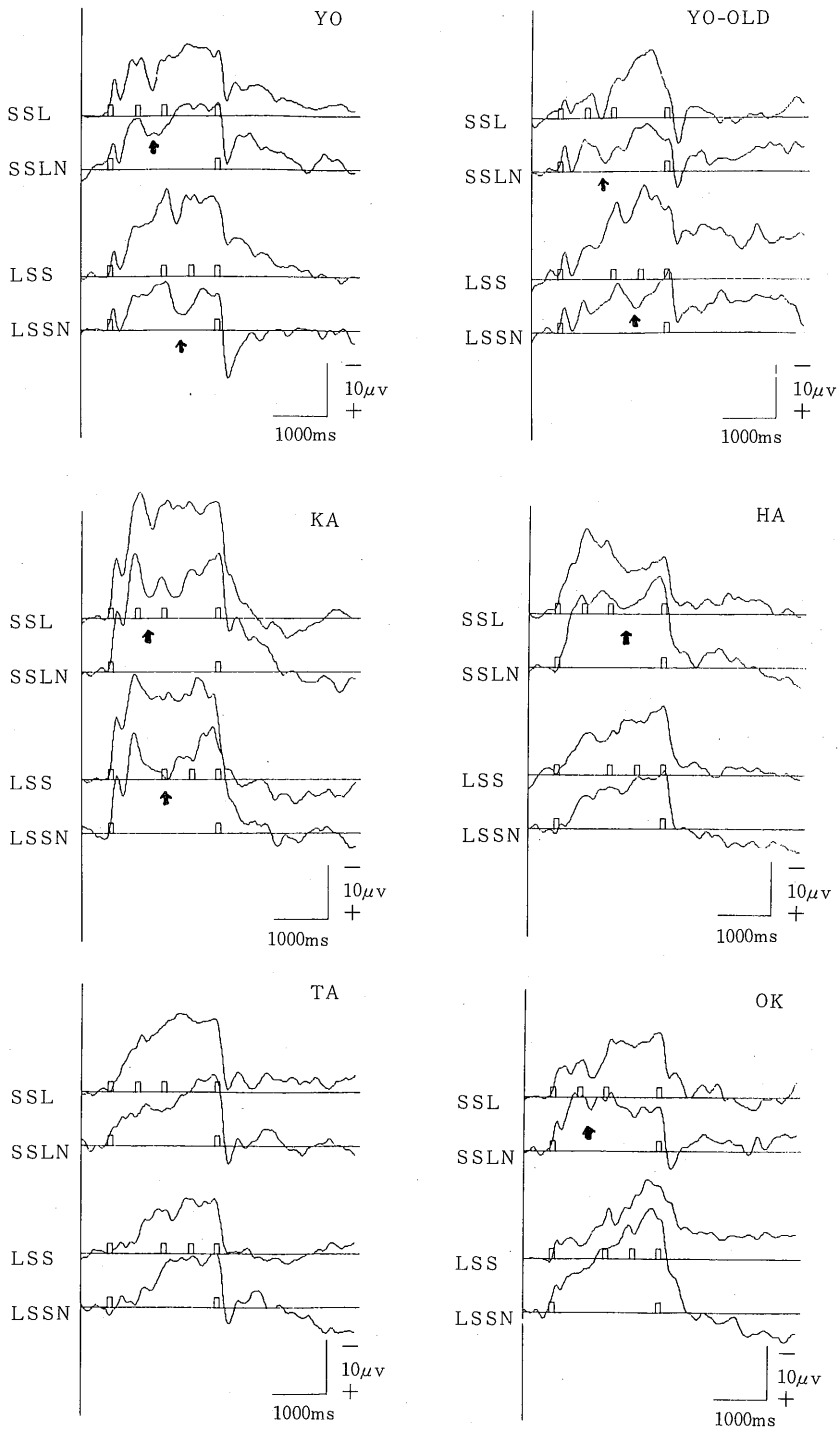 YO
SSL
SSLN
LSS
LSSN
−
10μv
+
1000ms
YO-OLD
SSL
SSLN
LSS
LSSN
−
10μv
+
1000ms
KA
SSL
SSLN
LSS
LSSN
−
10μv
+
1000ms
HA
SSL
SSLN
LSS
LSSN
−
10μv
+
1000ms
TA
SSL
SSLN
LSS
LSSN
−
10μv
+
1000ms
OK
SSL
SSLN
LSS
LSSN
−
10μv
+
1000ms